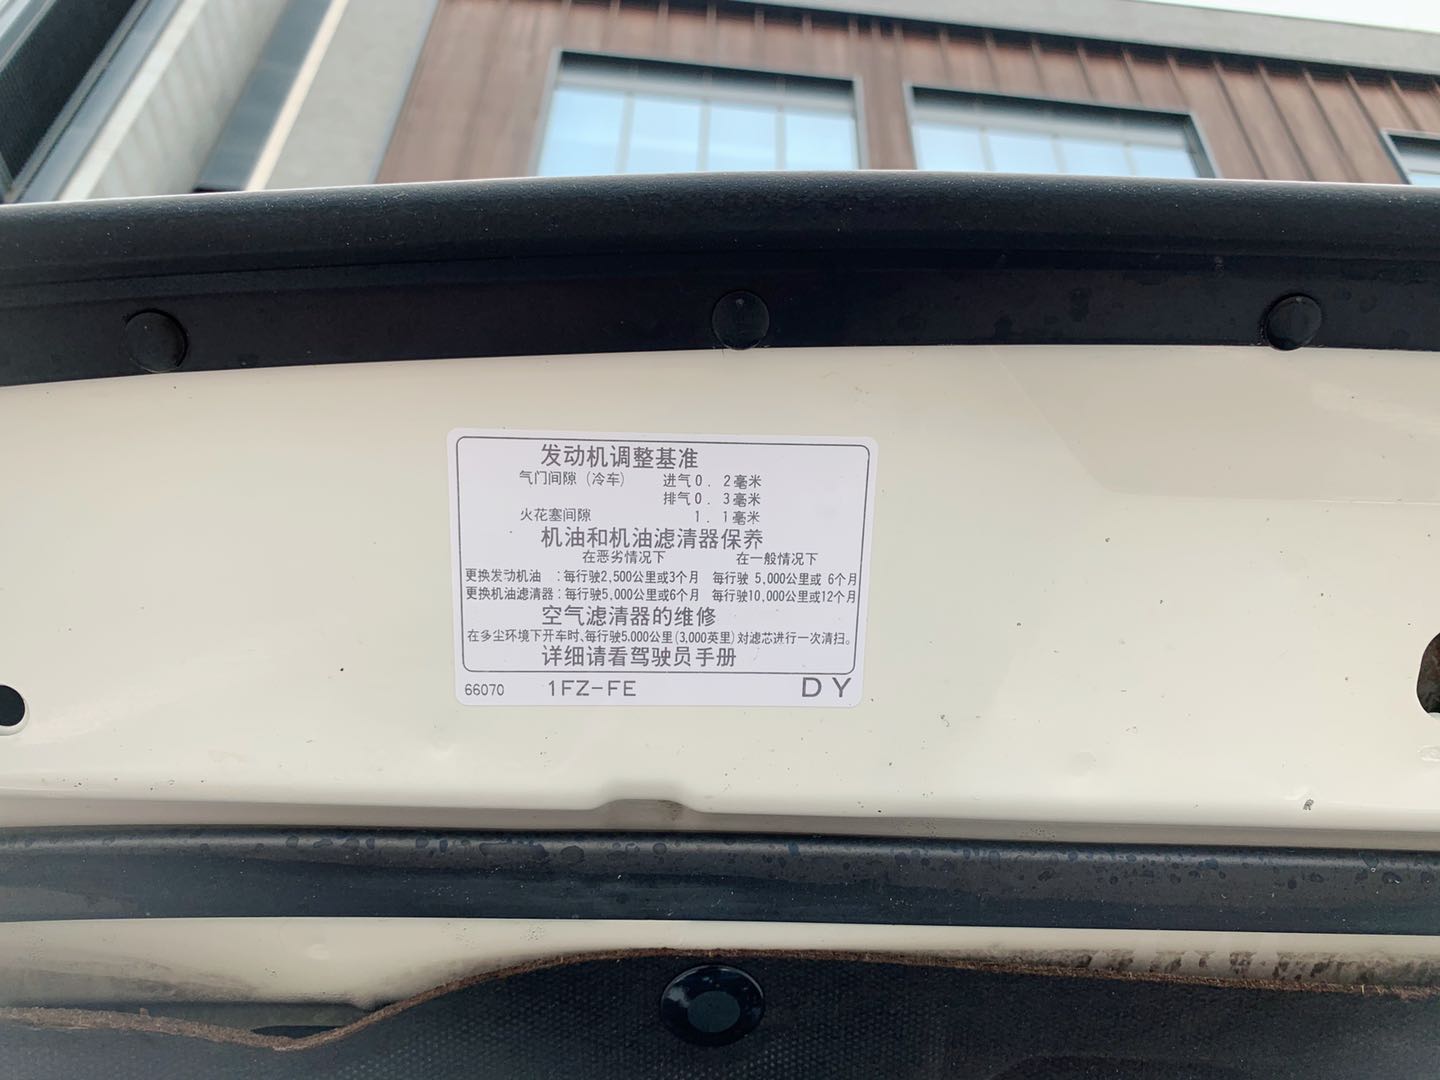 发动机调整基准
气门间隙（冷车） 进气0．2毫米
排气0．3毫米
火花塞间隙 1．1毫米
机油和机油滤清器保养
在恶劣情况下 在一般情况下
更换发动机油 ：每行驶2,500公里或3个月 每行驶 5,000公里或 6个月
更换机油滤清器：每行驶5,000公里或6个月 每行驶10,000公里或12个月
空气滤清器的维修
在多尘环境下开车时、每行驶5.000公里(3,000英里)对滤芯进行一次清扫。
详细请看驾驶员手册
66070 1FZ-FE DY